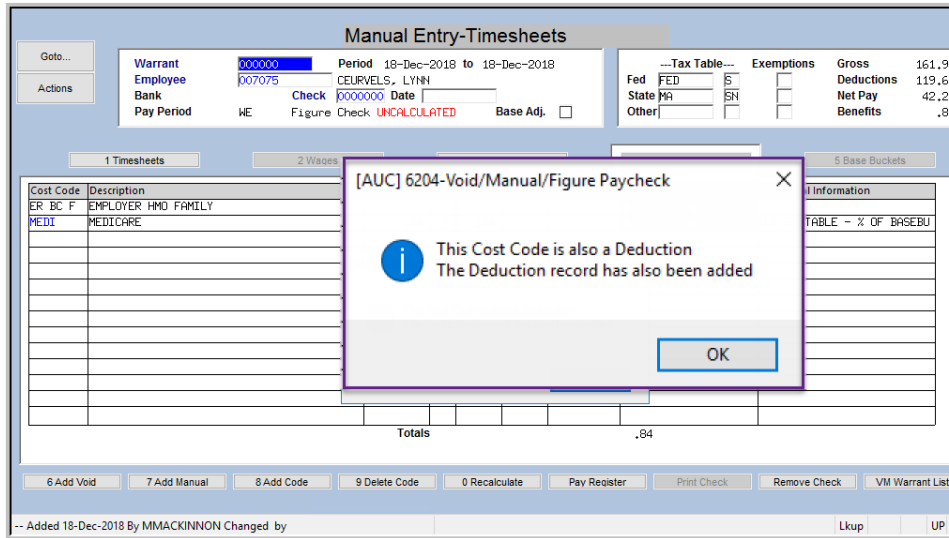 Manual Entry-Timesheets
Goto...
Actions
Warrant 000000 Period 18-Dec-2018 to 18-Dec-2018
Employee 007075 CEURVELS, LYNN
Bank Check 0000000 Date
Pay Period WE Figure Check UNCALCULATED Base Adj.
---Tax Table--- Exemptions
Fed FED S
State MA SN
Other
Gross 161.9
Deductions 119.6
Net Pay 42.2
Benefits .8
1 Timesheets 2 Wages 5 Base Buckets
Cost Code Description l Information
ER BC F EMPLOYER HMO FAMILY
MEDI MEDICARE TABLE - % OF BASEBU
[AUC] 6204-Void/Manual/Figure Paycheck
This Cost Code is also a Deduction
The Deduction record has also been added
OK
Totals .84
6 Add Void 7 Add Manual 8 Add Code 9 Delete Code 0 Recalculate Pay Register Print Check Remove Check VM Warrant List
-- Added 18-Dec-2018 By MMACKINNON Changed by Lkup UP